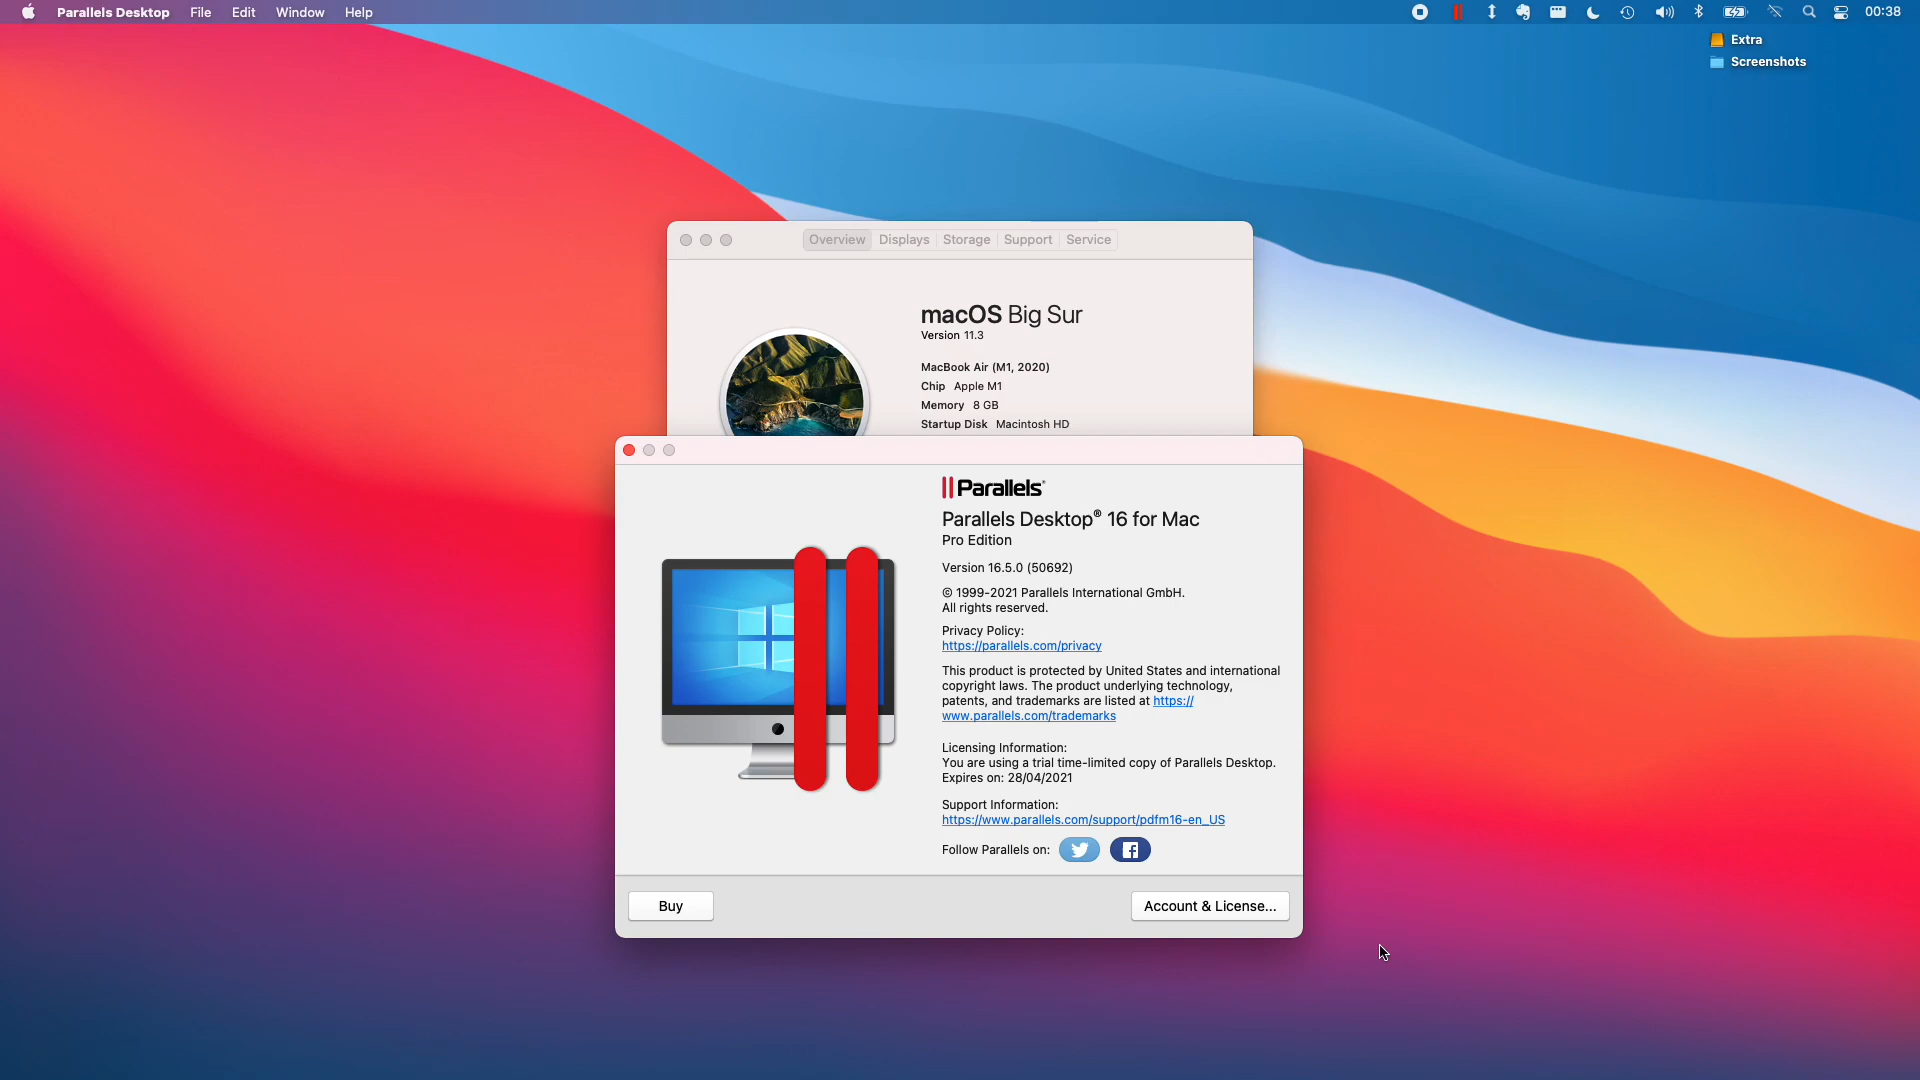 Parallels Desktop File Edit Window Help 00:38
Extra
Screenshots
Overview Displays Storage Support Service
macOS Big Sur
Version 11.3
MacBook Air (M1, 2020)
Chip Apple M1
Memory 8 GB
Startup Disk Macintosh HD
Parallels®
Parallels Desktop® 16 for Mac
Pro Edition
Version 16.5.0 (50692)
© 1999-2021 Parallels International GmbH.
All rights reserved.
Privacy Policy:
https://parallels.com/privacy
This product is protected by United States and international
copyright laws. The product underlying technology,
patents, and trademarks are listed at https://
www.parallels.com/trademarks
Licensing Information:
You are using a trial time-limited copy of Parallels Desktop.
Expires on: 28/04/2021
Support Information:
https://www.parallels.com/support/pdfm16-en_US
Follow Parallels on:
Buy Account & License...